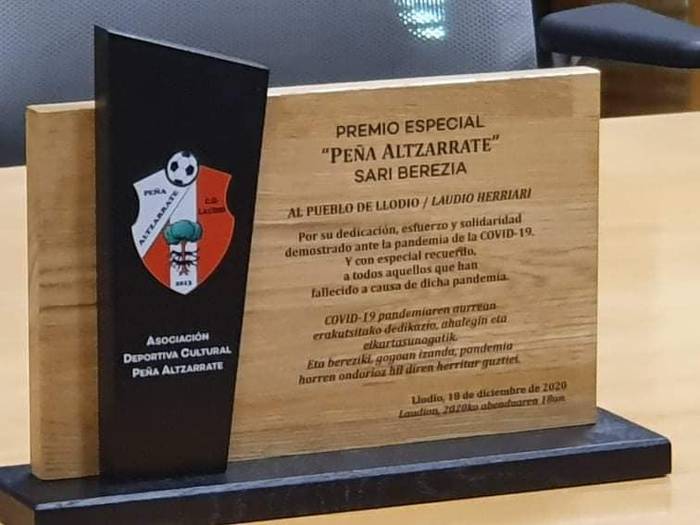 PEÑA
ALTZARRATE
C.D.
LAUDIO
2013
ASOCIACIÓN
DEPORTIVA CULTURAL
PEÑA ALTZARRATE
PREMIO ESPECIAL
"PEÑA ALTZARRATE"
SARI BEREZIA
AL PUEBLO DE LLODIO / LAUDIO HERRIARI
Por su dedicación, esfuerzo y solidaridad
demostrado ante la pandemia de la COVID-19.
Y con especial recuerdo,
a todos aquellos que han
fallecido a causa de dicha pandemia.
COVID-19 pandemiaren aurrean
erakutsitako dedikazio, ahalegin eta
elkartasunagatik.
Eta bereziki, gogoan izanda, pandemia
horren ondorioz hil diren herritar guztiei.
Llodio, 18 de diciembre de 2020
Laudion, 2020ko abenduaren 18an.